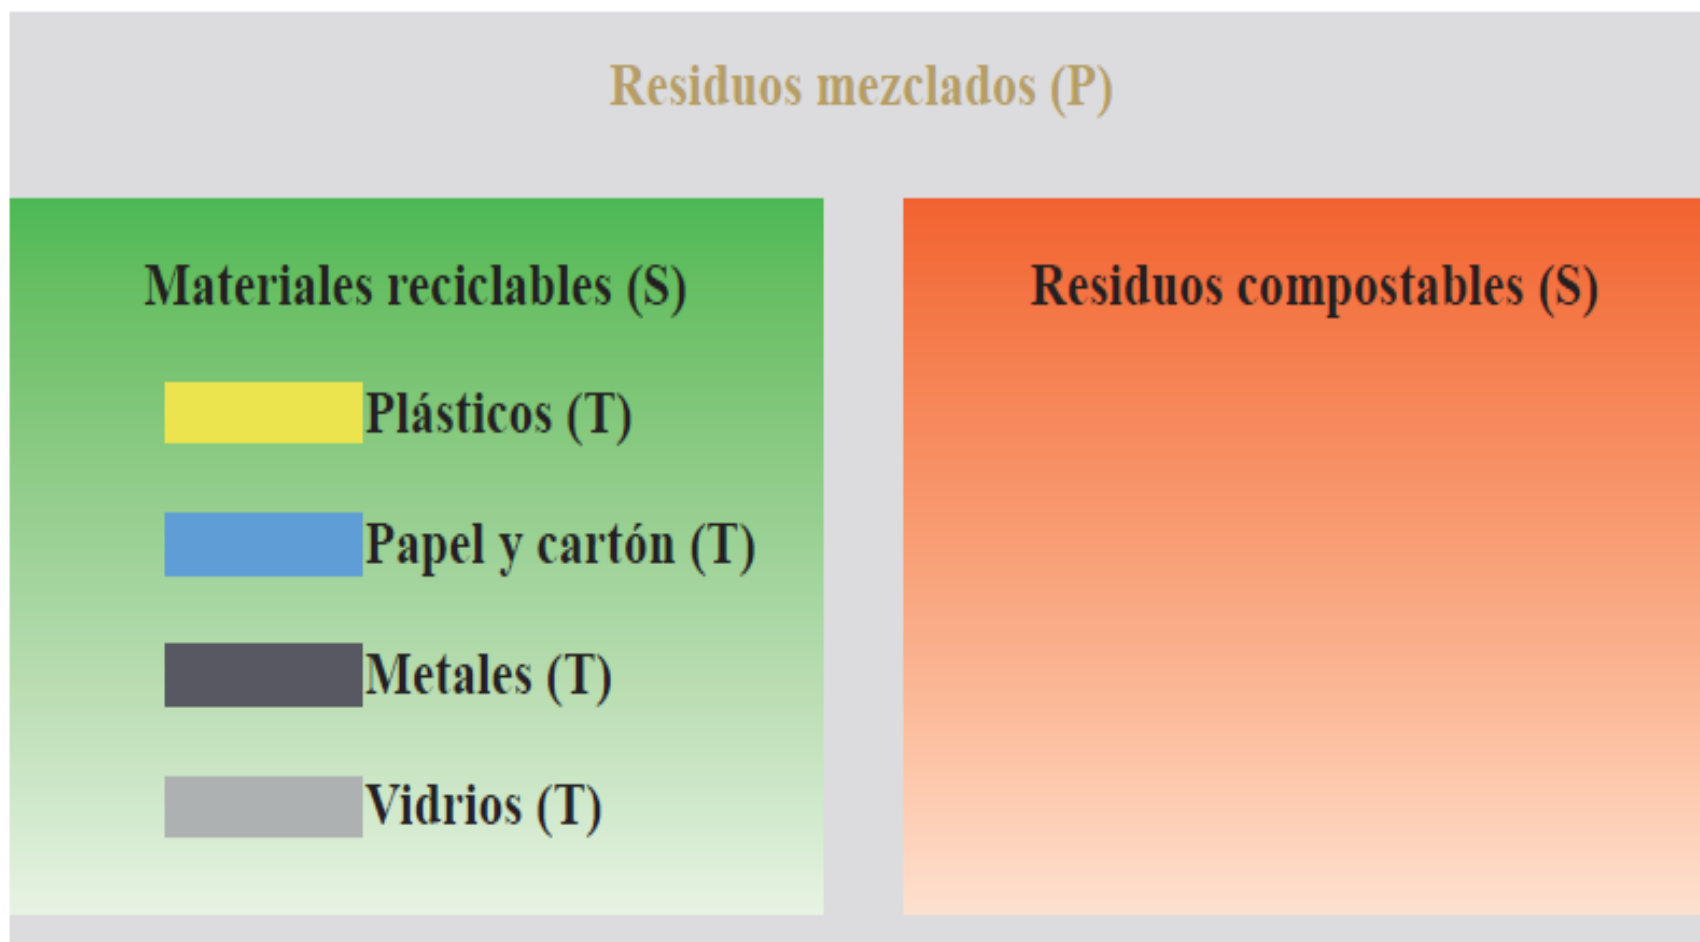 Residuos mezclados (P)
Materiales reciclables (S)
Plásticos (T)
Papel y cartón (T)
Metales (T)
Vidrios (T)
Residuos compostables (S)